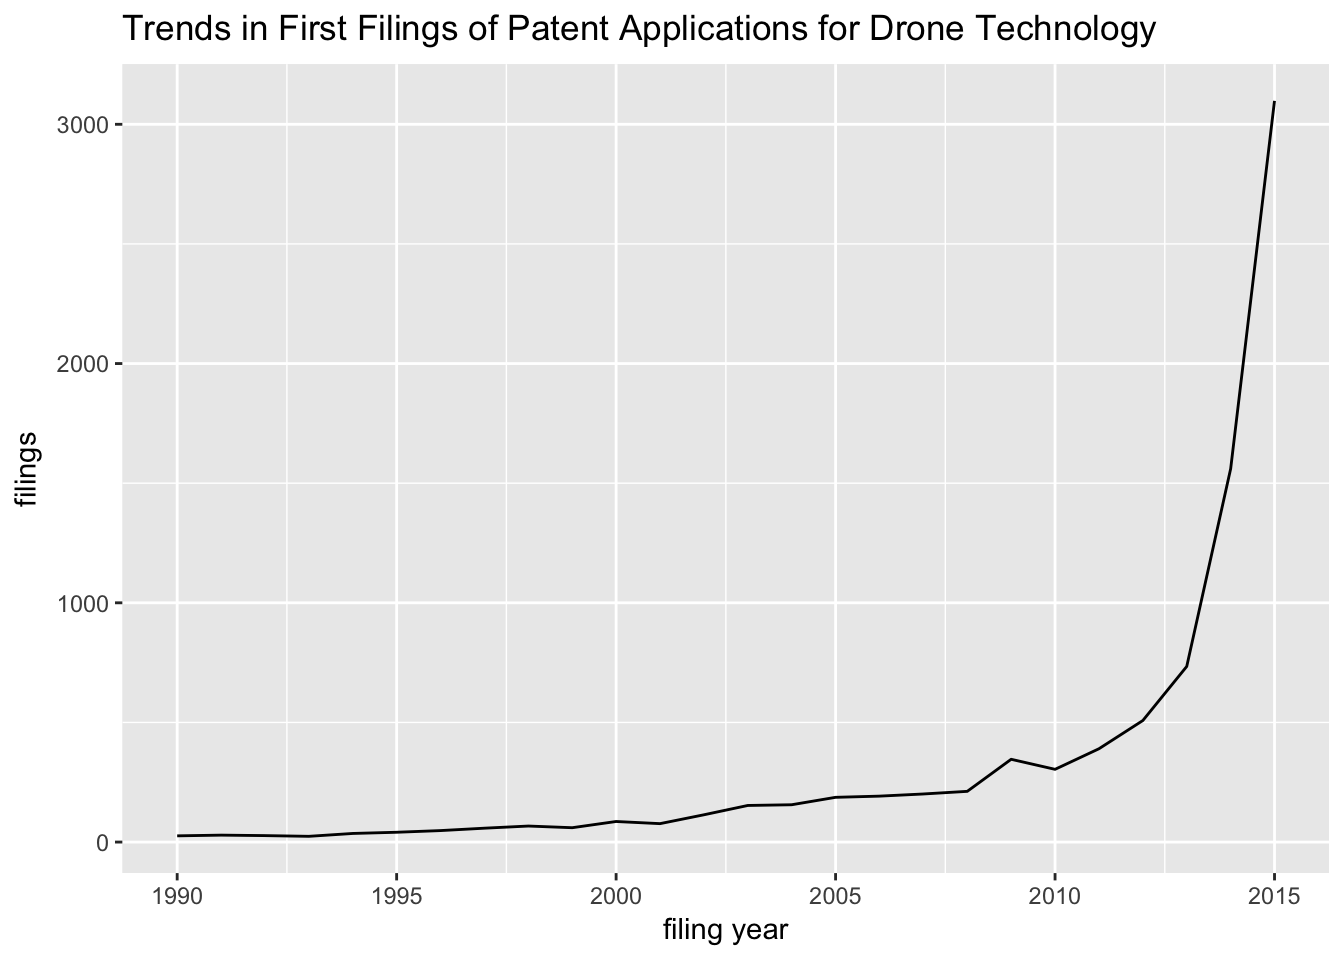 Trends in First Filings of Patent Applications for Drone Technology
3000
2000
1000
0
filings
1990 1995 2000 2005 2010 2015
filing year